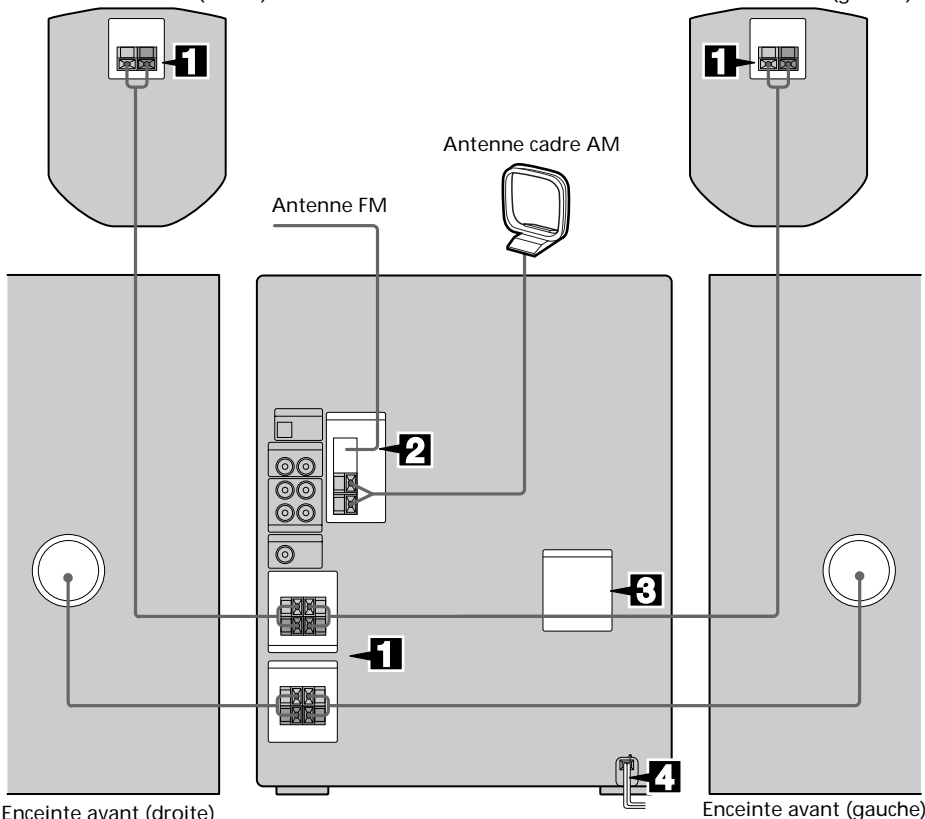 1
1
Antenne cadre AM
Antenne FM
2
3
1
4
Enceinte avant (droite)
Enceinte avant (gauche)